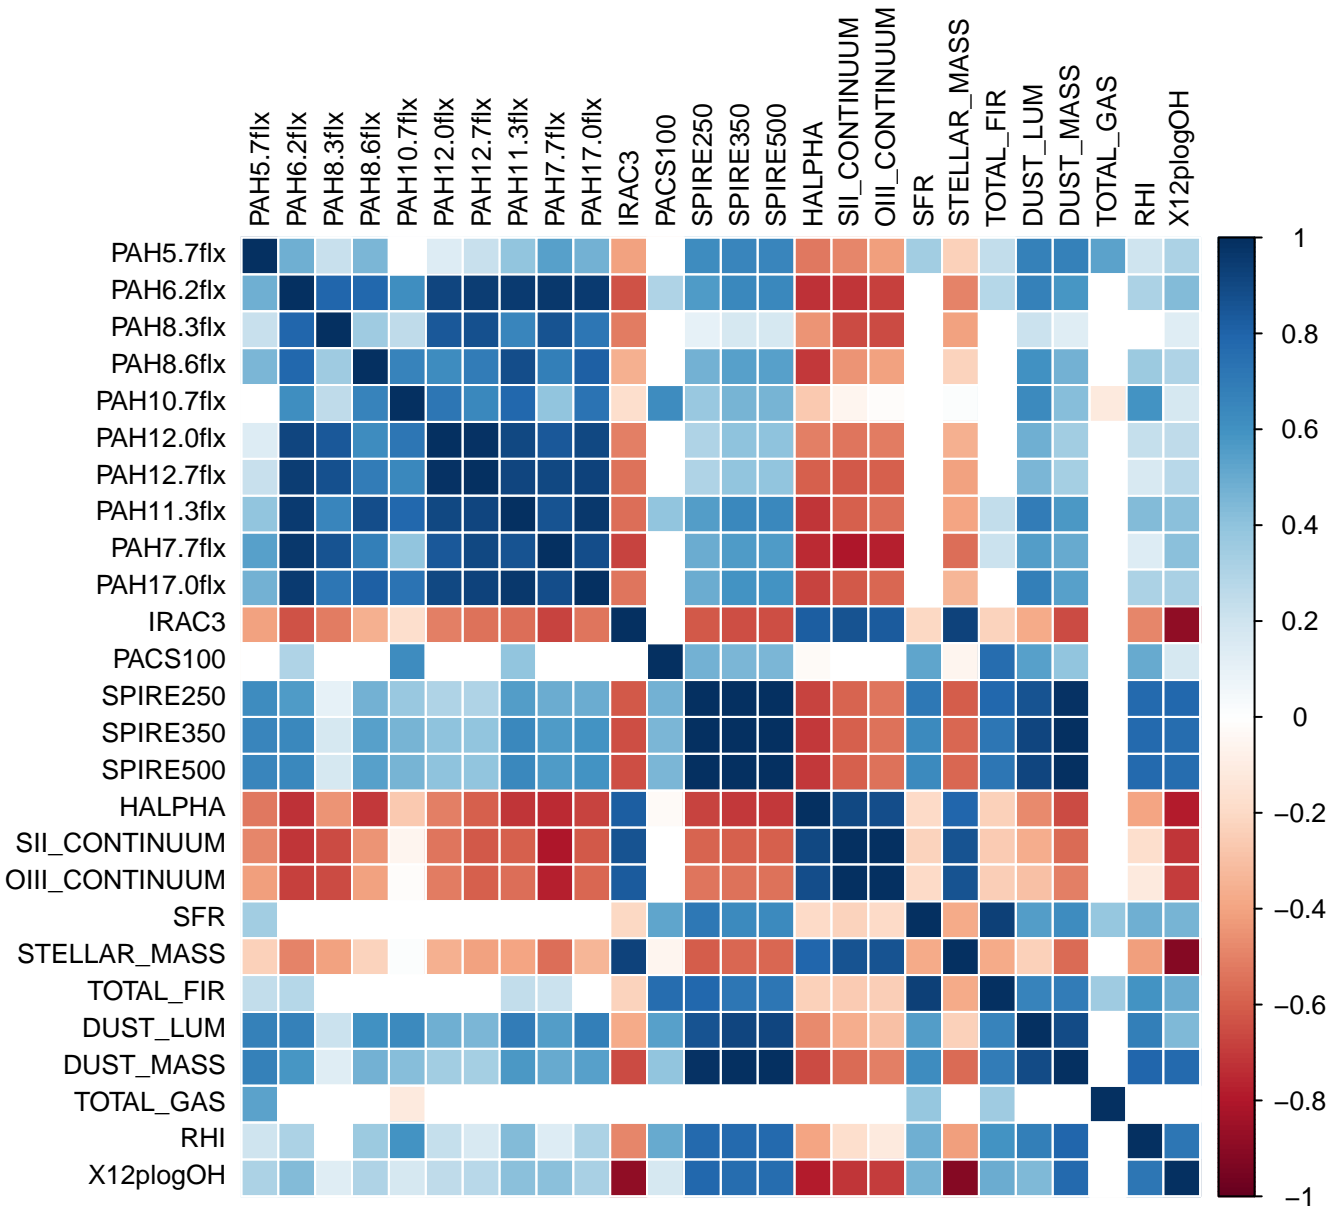 PAH5.7flx
PAH6.2flx
PAH8.3flx
PAH8.6flx
PAH10.7flx
PAH12.0flx
PAH12.7flx
PAH11.3flx
PAH7.7flx
PAH17.0flx
IRAC3
PACS100
SPIRE250
SPIRE350
SPIRE500
HALPHA
SII_CONTINUUM
OIII_CONTINUUM
SFR
STELLAR_MASS
TOTAL_FIR
DUST_LUM
DUST_MASS
TOTAL_GAS
RHI
X12plogOH
PAH5.7flx
PAH6.2flx
PAH8.3flx
PAH8.6flx
PAH10.7flx
PAH12.0flx
PAH12.7flx
PAH11.3flx
PAH7.7flx
PAH17.0flx
IRAC3
PACS100
SPIRE250
SPIRE350
SPIRE500
HALPHA
SII_CONTINUUM
OIII_CONTINUUM
SFR
STELLAR_MASS
TOTAL_FIR
DUST_LUM
DUST_MASS
TOTAL_GAS
RHI
X12plogOH
1
0.8
0.6
0.4
0.2
0
−0.2
−0.4
−0.6
−0.8
−1